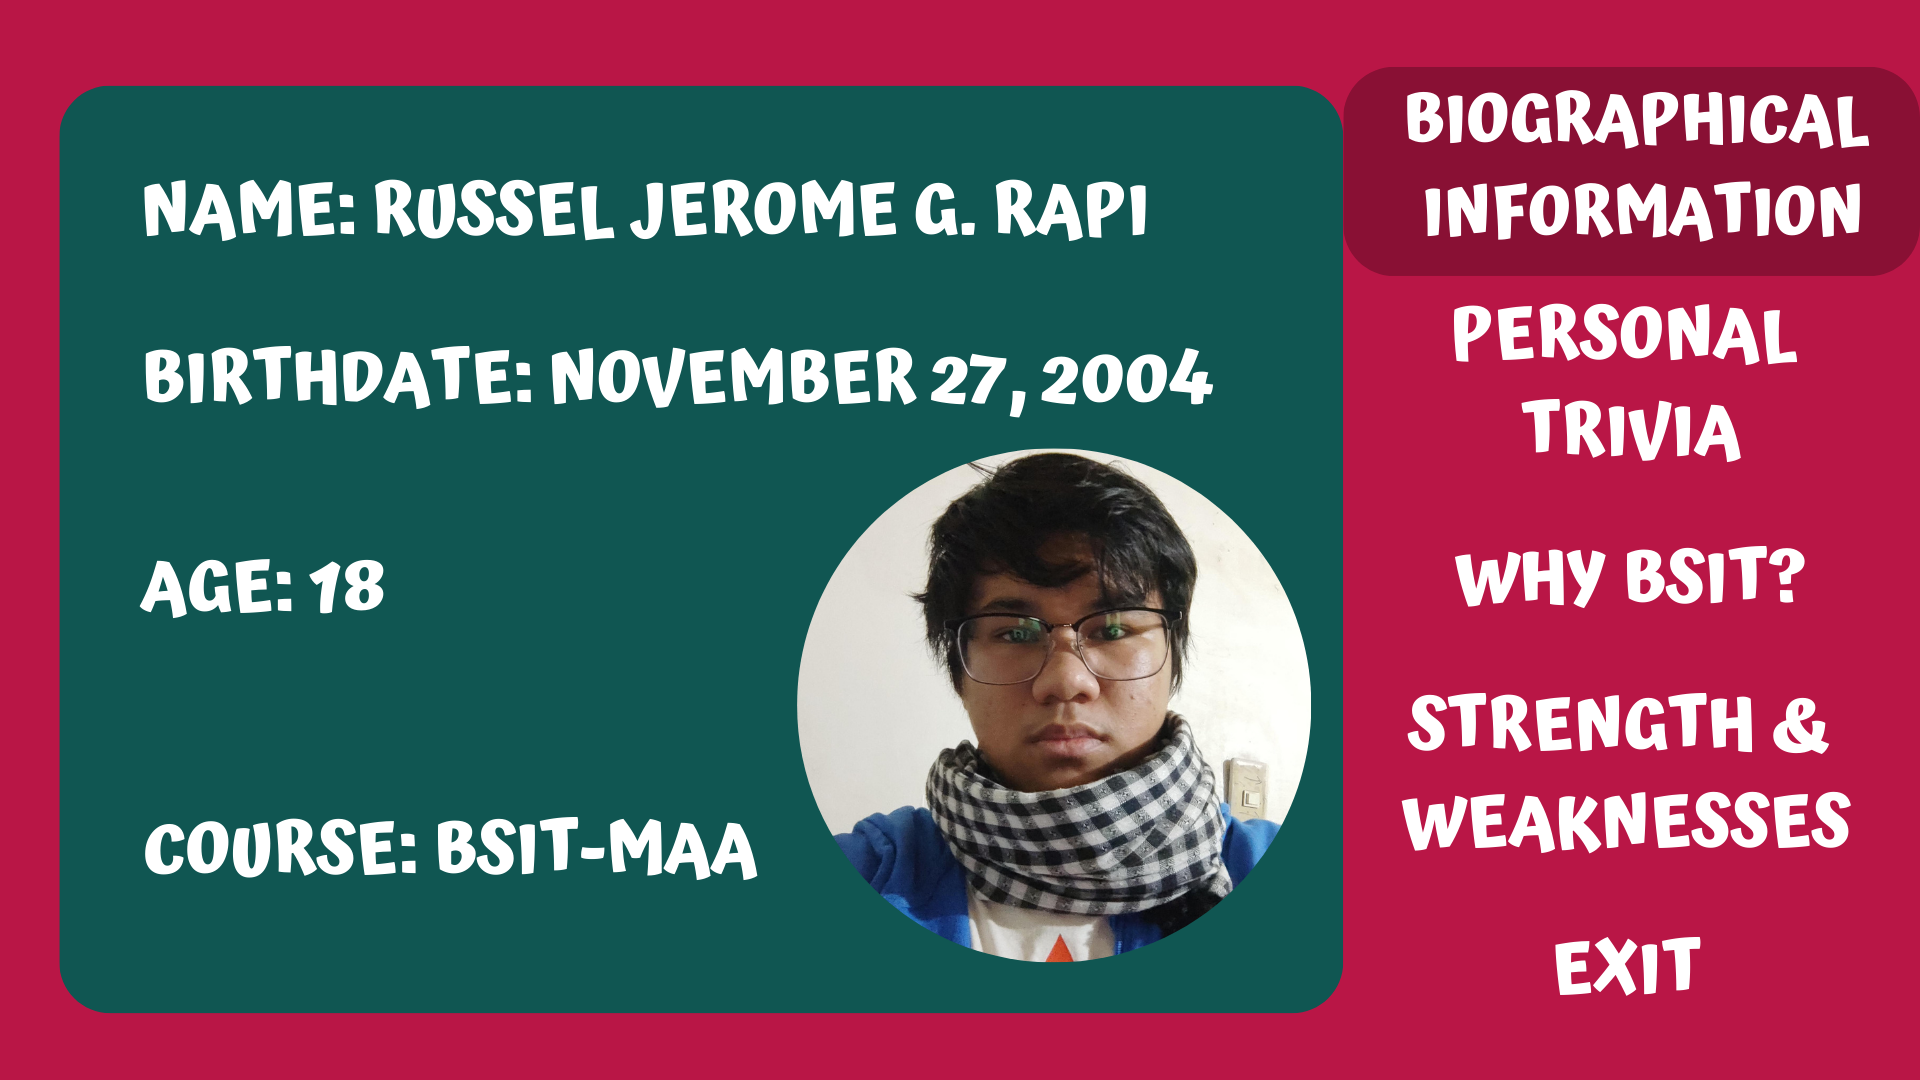 NAME: RUSSEL JEROME G. RAPI
BIRTHDATE: NOVEMBER 27, 2004
AGE: 18
COURSE: BSIT-MAA
BIOGRAPHICAL
INFORMATION
PERSONAL
TRIVIA
WHY BSIT?
STRENGTH &
WEAKNESSES
EXIT